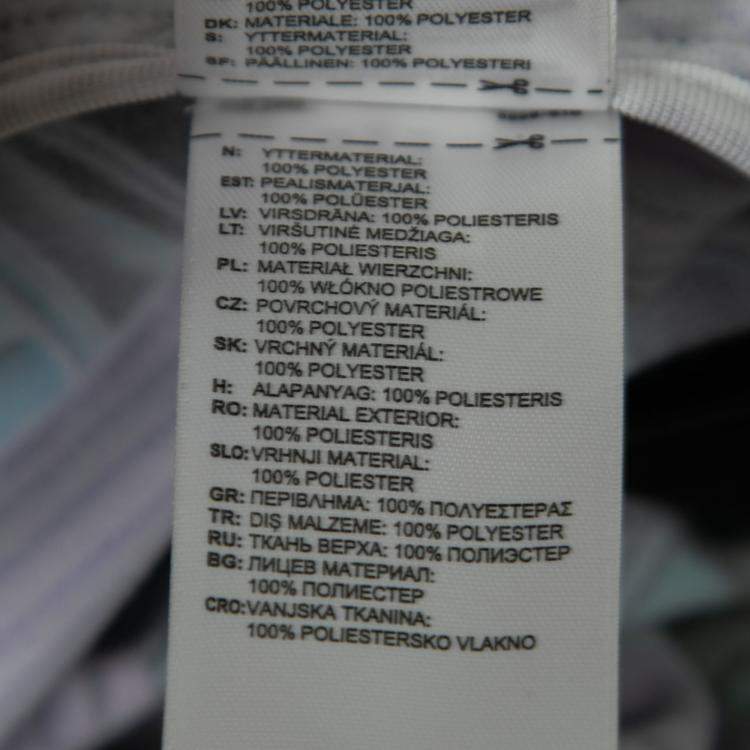 100% POLYESTER
DK: MATERIALE: 100% POLYESTER
S: YTTERMATERIAL:
100% POLYESTER
SF: PÄÄLLINEN: 100% POLYESTERI
N: YTTERMATERIAL:
100% POLYESTER
EST: PEALISMATERJAL:
100% POLÜESTER
LV: VIRSDRĀNA: 100% POLIESTERIS
LT: VIRŠUTINĖ MEDŽIAGA:
100% POLIESTERIS
PL: MATERIAŁ WIERZCHNI:
100% WŁÓKNO POLIESTROWE
CZ: POVRCHOVÝ MATERIÁL:
100% POLYESTER
SK: VRCHNÝ MATERIÁL:
100% POLYESTER
H: ALAPANYAG: 100% POLIESTERIS
RO: MATERIAL EXTERIOR:
100% POLIESTERIS
SLO: VRHNJI MATERIAL:
100% POLIESTER
GR: ΠΕΡΙΒΛΗΜΑ: 100% ΠΟΛΥΕΣΤΕΡΑΣ
TR: DIŞ MALZEME: 100% POLYESTER
RU: ТКАНЬ ВЕРХА: 100% ПОЛИЭСТЕР
BG: ЛИЦЕВ МАТЕРИАЛ:
100% ПОЛИЕСТЕР
CRO: VANJSKA TKANINA:
100% POLIESTERSKO VLAKNO